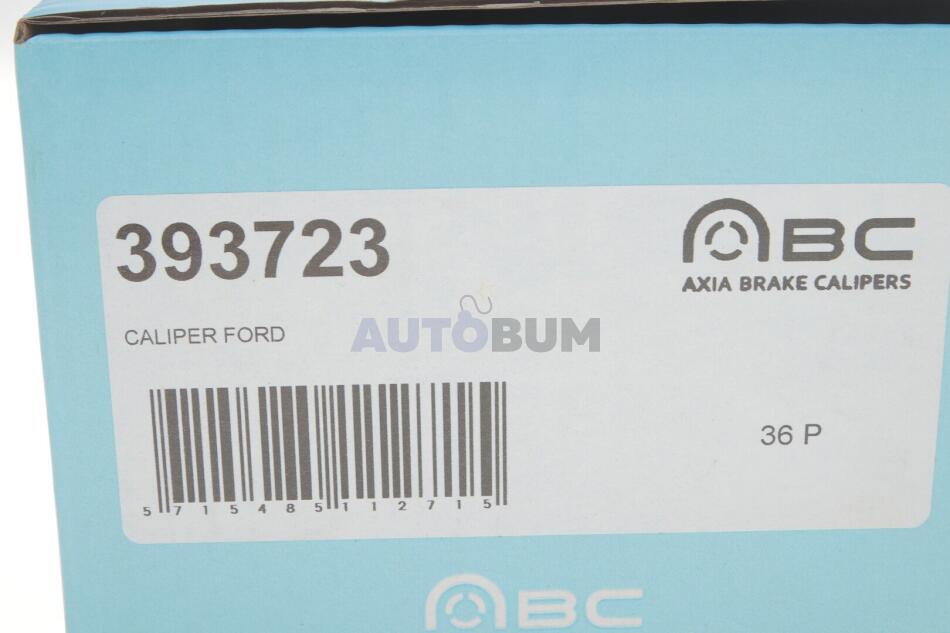 393723
ABC
AXIA BRAKE CALIPERS
CALIPER FORD
AUTOBUM
36 P
5 715485 112715
ABC